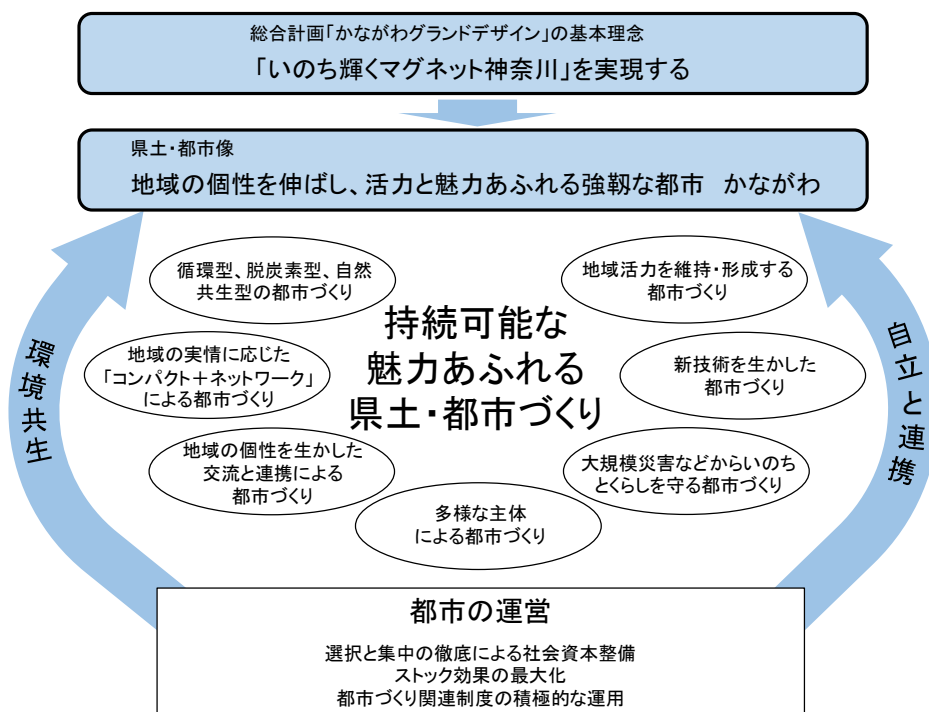 総合計画「かながわグランドデザイン」の基本理念
「いのち輝くマグネット神奈川」を実現する
県土・都市像
地域の個性を伸ばし、活力と魅力あふれる強靱な都市　かながわ
循環型、脱炭素型、自然
共生型の都市づくり
地域活力を維持・形成する
都市づくり
持続可能な
魅力あふれる
県土・都市づくり
地域の実情に応じた
「コンパクト＋ネットワーク」
による都市づくり
新技術を生かした
都市づくり
地域の個性を生かした
交流と連携による
都市づくり
大規模災害などからいのち
とくらしを守る都市づくり
多様な主体
による都市づくり
環境共生
自立と連携
都市の運営
選択と集中の徹底による社会資本整備
ストック効果の最大化
都市づくり関連制度の積極的な運用